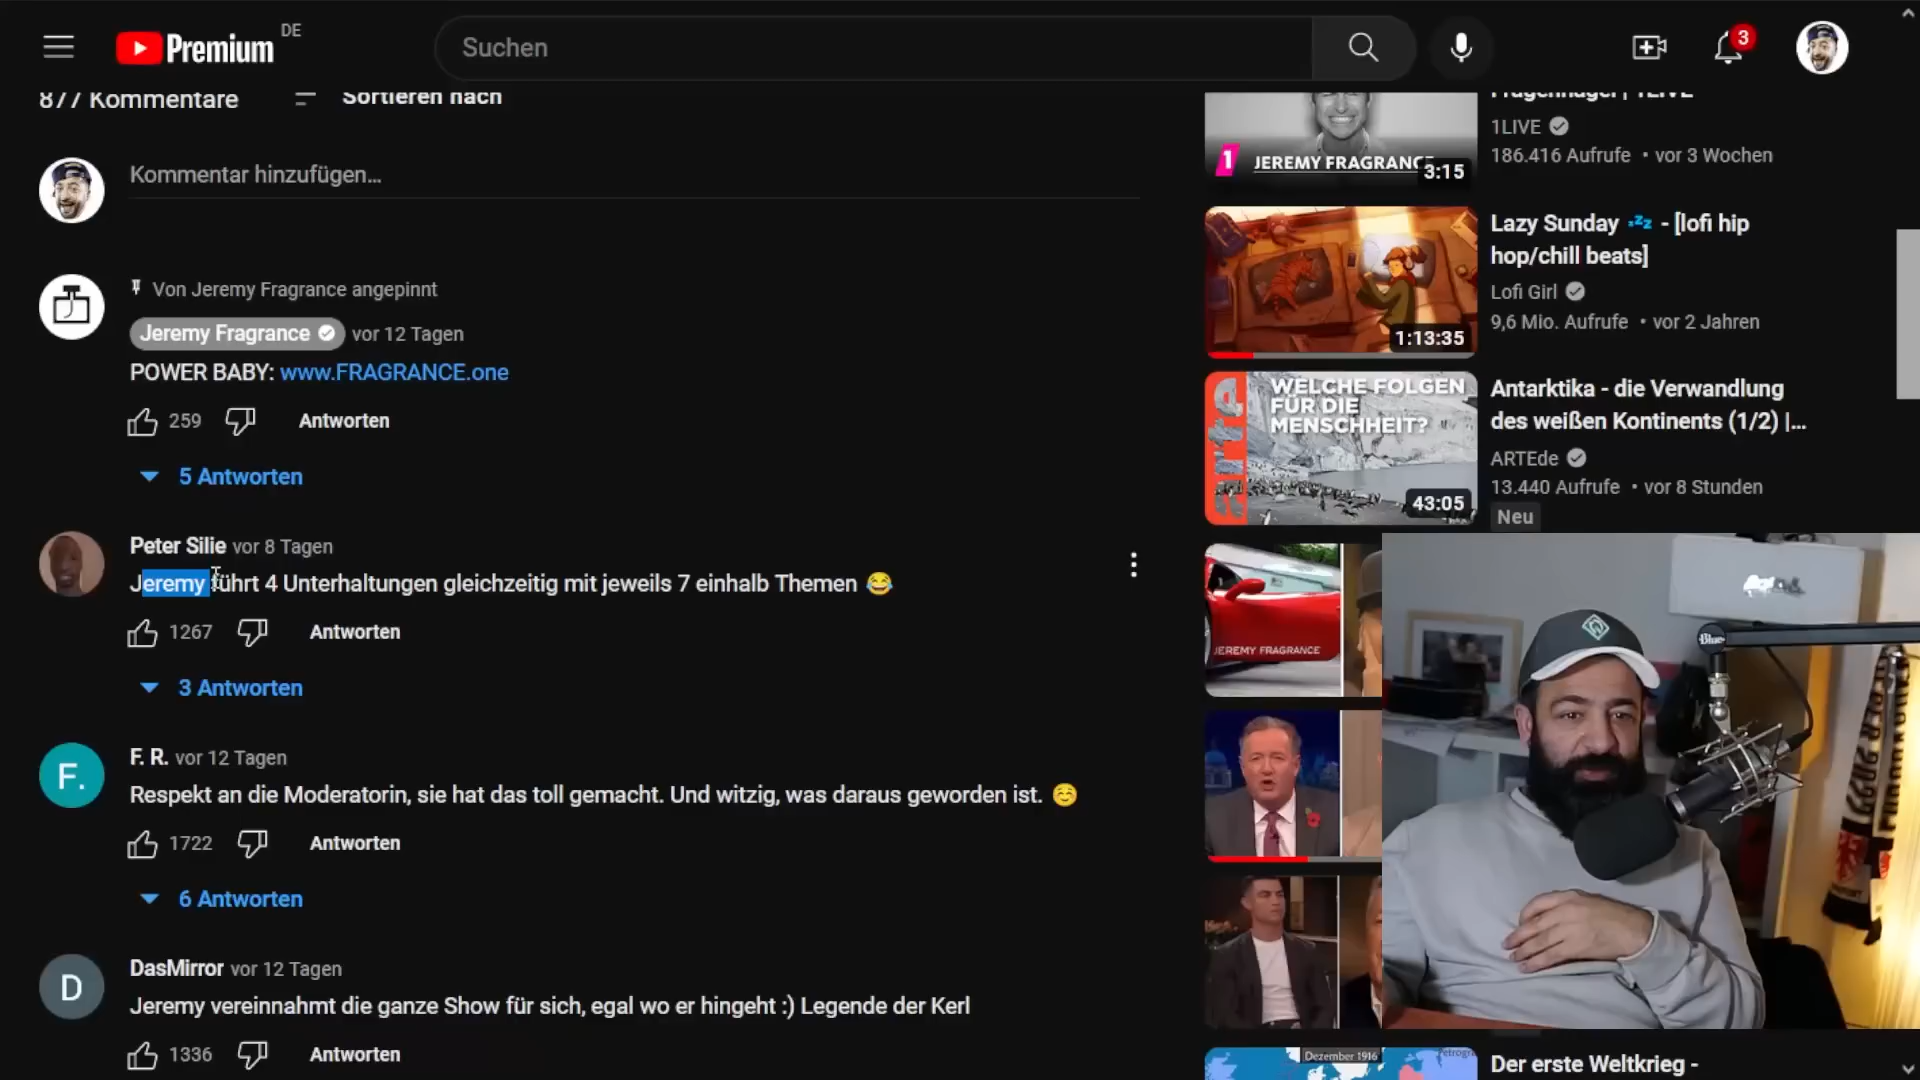 Premium
DE
Suchen
3
877 Kommentare
Sortieren nach
Kommentar hinzufügen...
Von Jeremy Fragrance angepinnt
Jeremy Fragrance vor 12 Tagen
POWER BABY: www.FRAGRANCE.one
259 Antworten
5 Antworten
Peter Silie vor 8 Tagen
Jeremy führt 4 Unterhaltungen gleichzeitig mit jeweils 7 einhalb Themen 😂
1267 Antworten
3 Antworten
F.
F. R. vor 12 Tagen
Respekt an die Moderatorin, sie hat das toll gemacht. Und witzig, was daraus geworden ist. ☺️
1722 Antworten
6 Antworten
D
DasMirror vor 12 Tagen
Jeremy vereinnahmt die ganze Show für sich, egal wo er hingeht :) Legende der Kerl
1336 Antworten
1 JEREMY FRAGRANCE
3:15
1LIVE
186.416 Aufrufe • vor 3 Wochen
1:13:35
Lazy Sunday 💤 - [lofi hip
hop/chill beats]
Lofi Girl
9,6 Mio. Aufrufe • vor 2 Jahren
arte
WELCHE FOLGEN
FÜR DIE
MENSCHHEIT?
43:05
Antarktika - die Verwandlung
des weißen Kontinents (1/2) |...
ARTEde
13.440 Aufrufe • vor 8 Stunden
Neu
JEREMY FRAGRANCE
Blue
Dezember 1916
Der erste Weltkrieg -